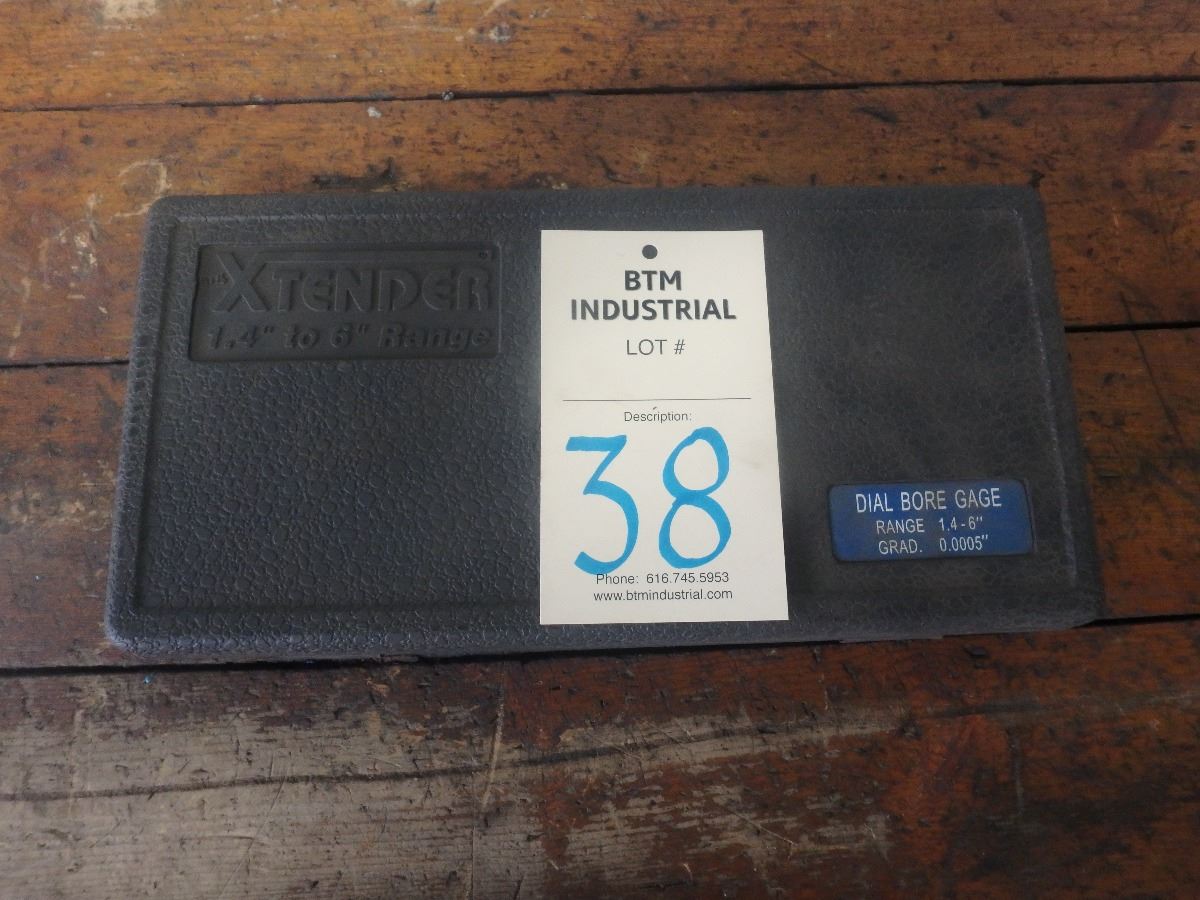 XTENDER
1.4" to 6" Range
BTM
INDUSTRIAL
LOT #
Description:
38
Phone: 616.745.5953
www.btmindustrial.com
DIAL BORE GAGE
RANGE 1.4-6"
GRAD. 0.0005"